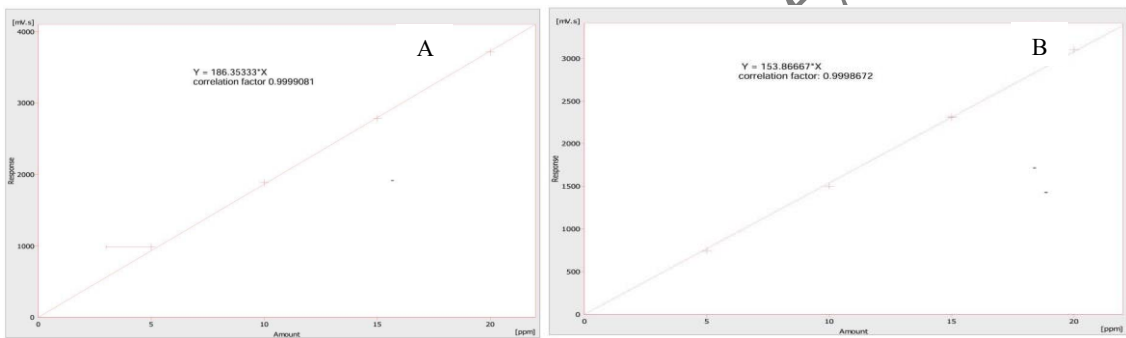 [mV.s]
4000
3000
2000
1000
0
Response
A
Y = 186.35333*X
correlation factor 0.9999081
0
5
10
15
20
Amount
[ppm]
[mV.s]
3000
2500
2000
1500
1000
500
0
Response
B
Y = 153.86667*X
correlation factor: 0.9998672
0
5
10
15
20
Amount
[ppm]